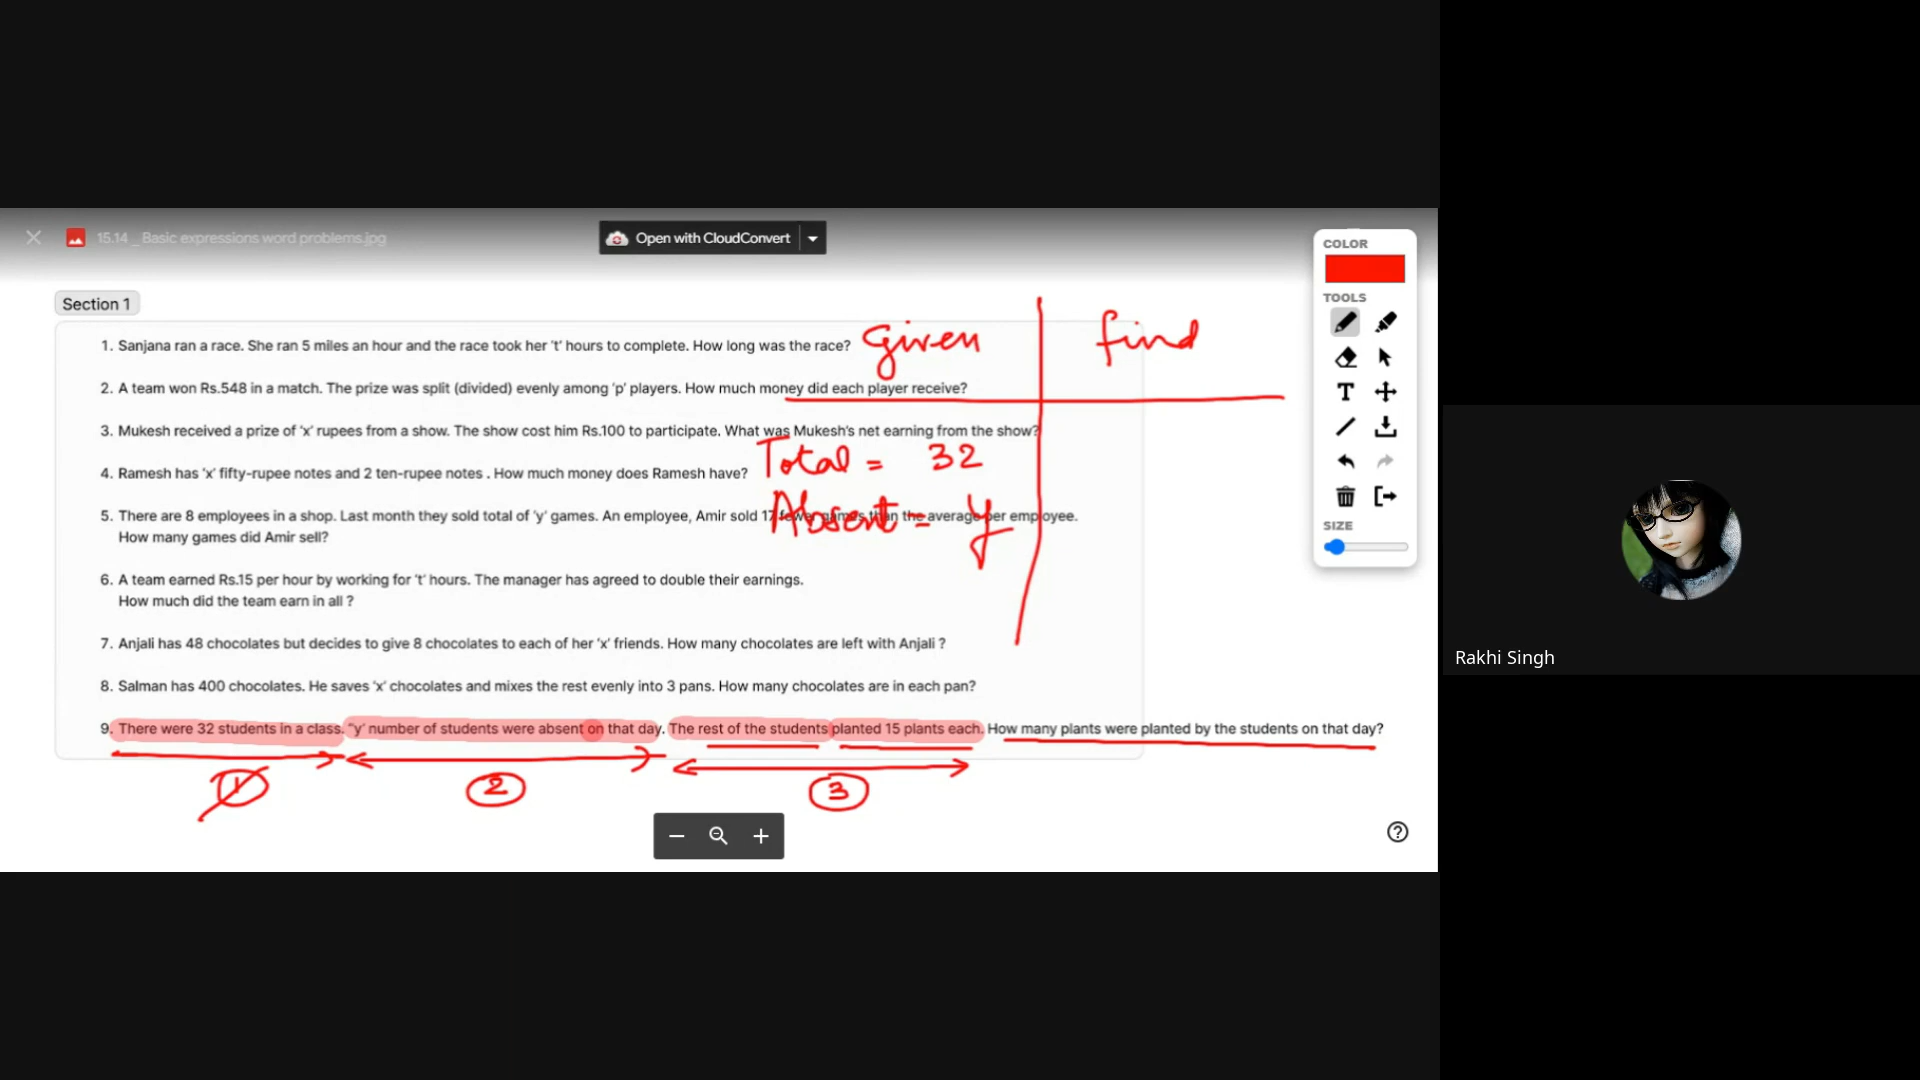 15.14 _ Basic expressions word problems.jpg
Open with CloudConvert
COLOR
TOOLS
T
SIZE
Section 1
given
find
1. Sanjana ran a race. She ran 5 miles an hour and the race took her 't' hours to complete. How long was the race?
2. A team won Rs.548 in a match. The prize was split (divided) evenly among 'p' players. How much money did each player receive?
3. Mukesh received a prize of 'x' rupees from a show. The show cost him Rs.100 to participate. What was Mukesh's net earning from the show?
Total = 32
4. Ramesh has 'x' fifty-rupee notes and 2 ten-rupee notes . How much money does Ramesh have?
Absent = y
5. There are 8 employees in a shop. Last month they sold total of 'y' games. An employee, Amir sold 17 fewer games than the average per employee.
How many games did Amir sell?
6. A team earned Rs.15 per hour by working for 't' hours. The manager has agreed to double their earnings.
How much did the team earn in all ?
7. Anjali has 48 chocolates but decides to give 8 chocolates to each of her 'x' friends. How many chocolates are left with Anjali ?
8. Salman has 400 chocolates. He saves 'x' chocolates and mixes the rest evenly into 3 pans. How many chocolates are in each pan?
9. There were 32 students in a class. "y' number of students were absent on that day. The rest of the students planted 15 plants each. How many plants were planted by the students on that day?
1 2 3
Rakhi Singh